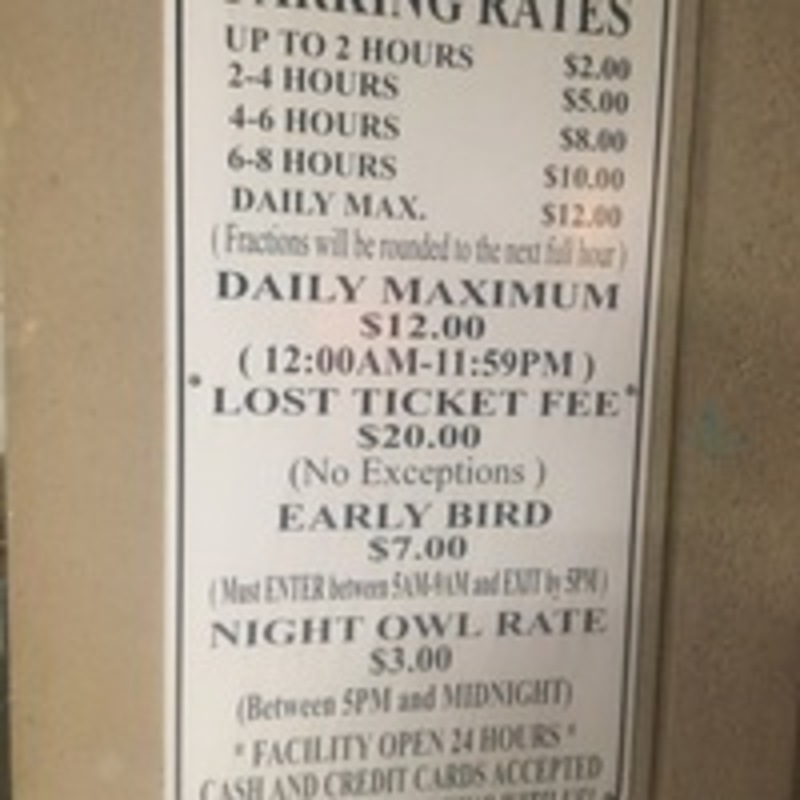 PARKING RATES
UP TO 2 HOURS $2.00
2-4 HOURS $5.00
4-6 HOURS $8.00
6-8 HOURS $10.00
DAILY MAX. $12.00
( Fractions will be rounded to the next full hour )
DAILY MAXIMUM
$12.00
( 12:00AM-11:59PM )
* LOST TICKET FEE *
$20.00
(No Exceptions )
EARLY BIRD
$7.00
( Must ENTER between 5AM-9AM and EXIT by 5PM )
NIGHT OWL RATE
$3.00
(Between 5PM and MIDNIGHT)
* FACILITY OPEN 24 HOURS *
CASH AND CREDIT CARDS ACCEPTED